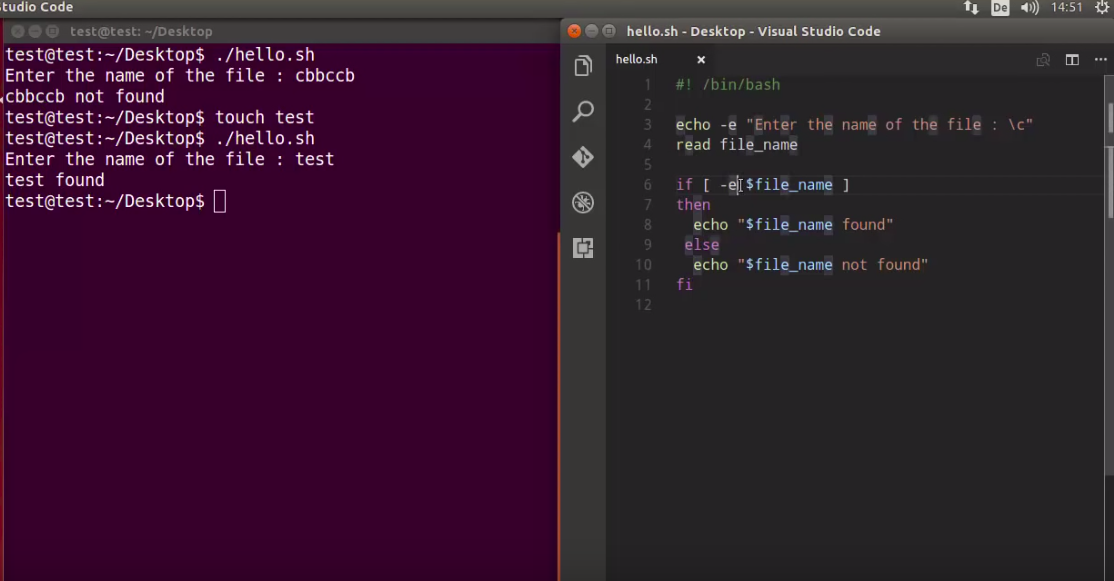 Studio Code
De
14:51
test@test: ~/Desktop
test@test:~/Desktop$ ./hello.sh
Enter the name of the file : cbbccb
cbbccb not found
test@test:~/Desktop$ touch test
test@test:~/Desktop$ ./hello.sh
Enter the name of the file : test
test found
test@test:~/Desktop$
hello.sh - Desktop - Visual Studio Code
hello.sh
1 #! /bin/bash
2
3 echo -e "Enter the name of the file : \c"
4 read file_name
5
6 if [ -e $file_name ]
7 then
8 echo "$file_name found"
9 else
10 echo "$file_name not found"
11 fi
12